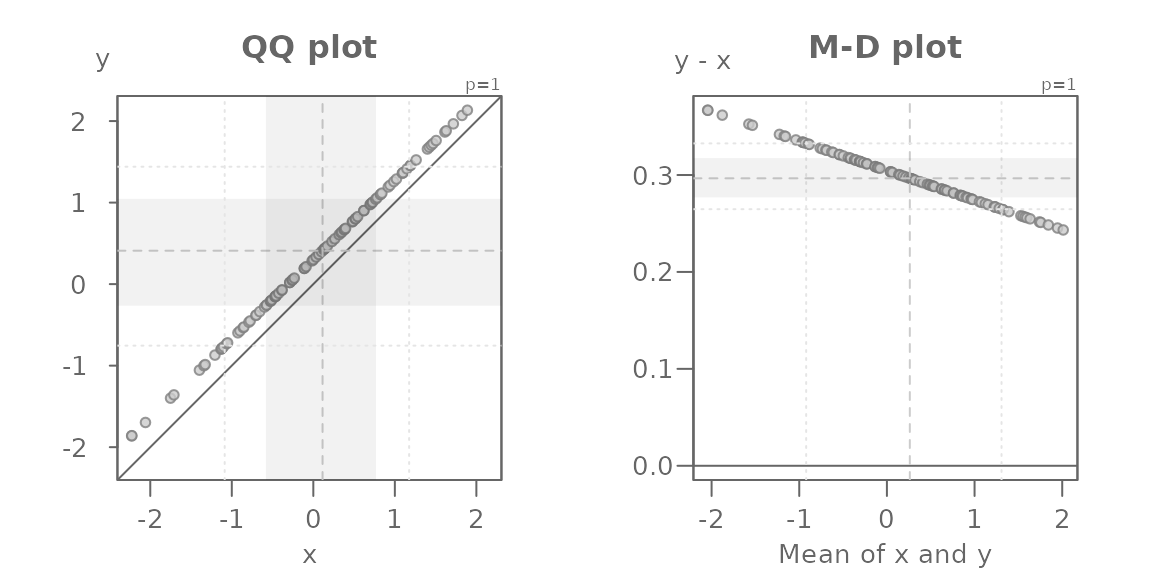 QQ plot
y
p=1
2
1
0
-1
-2
-2 -1 0 1 2
x
M-D plot
y - x
p=1
0.3
0.2
0.1
0.0
-2 -1 0 1 2
Mean of x and y